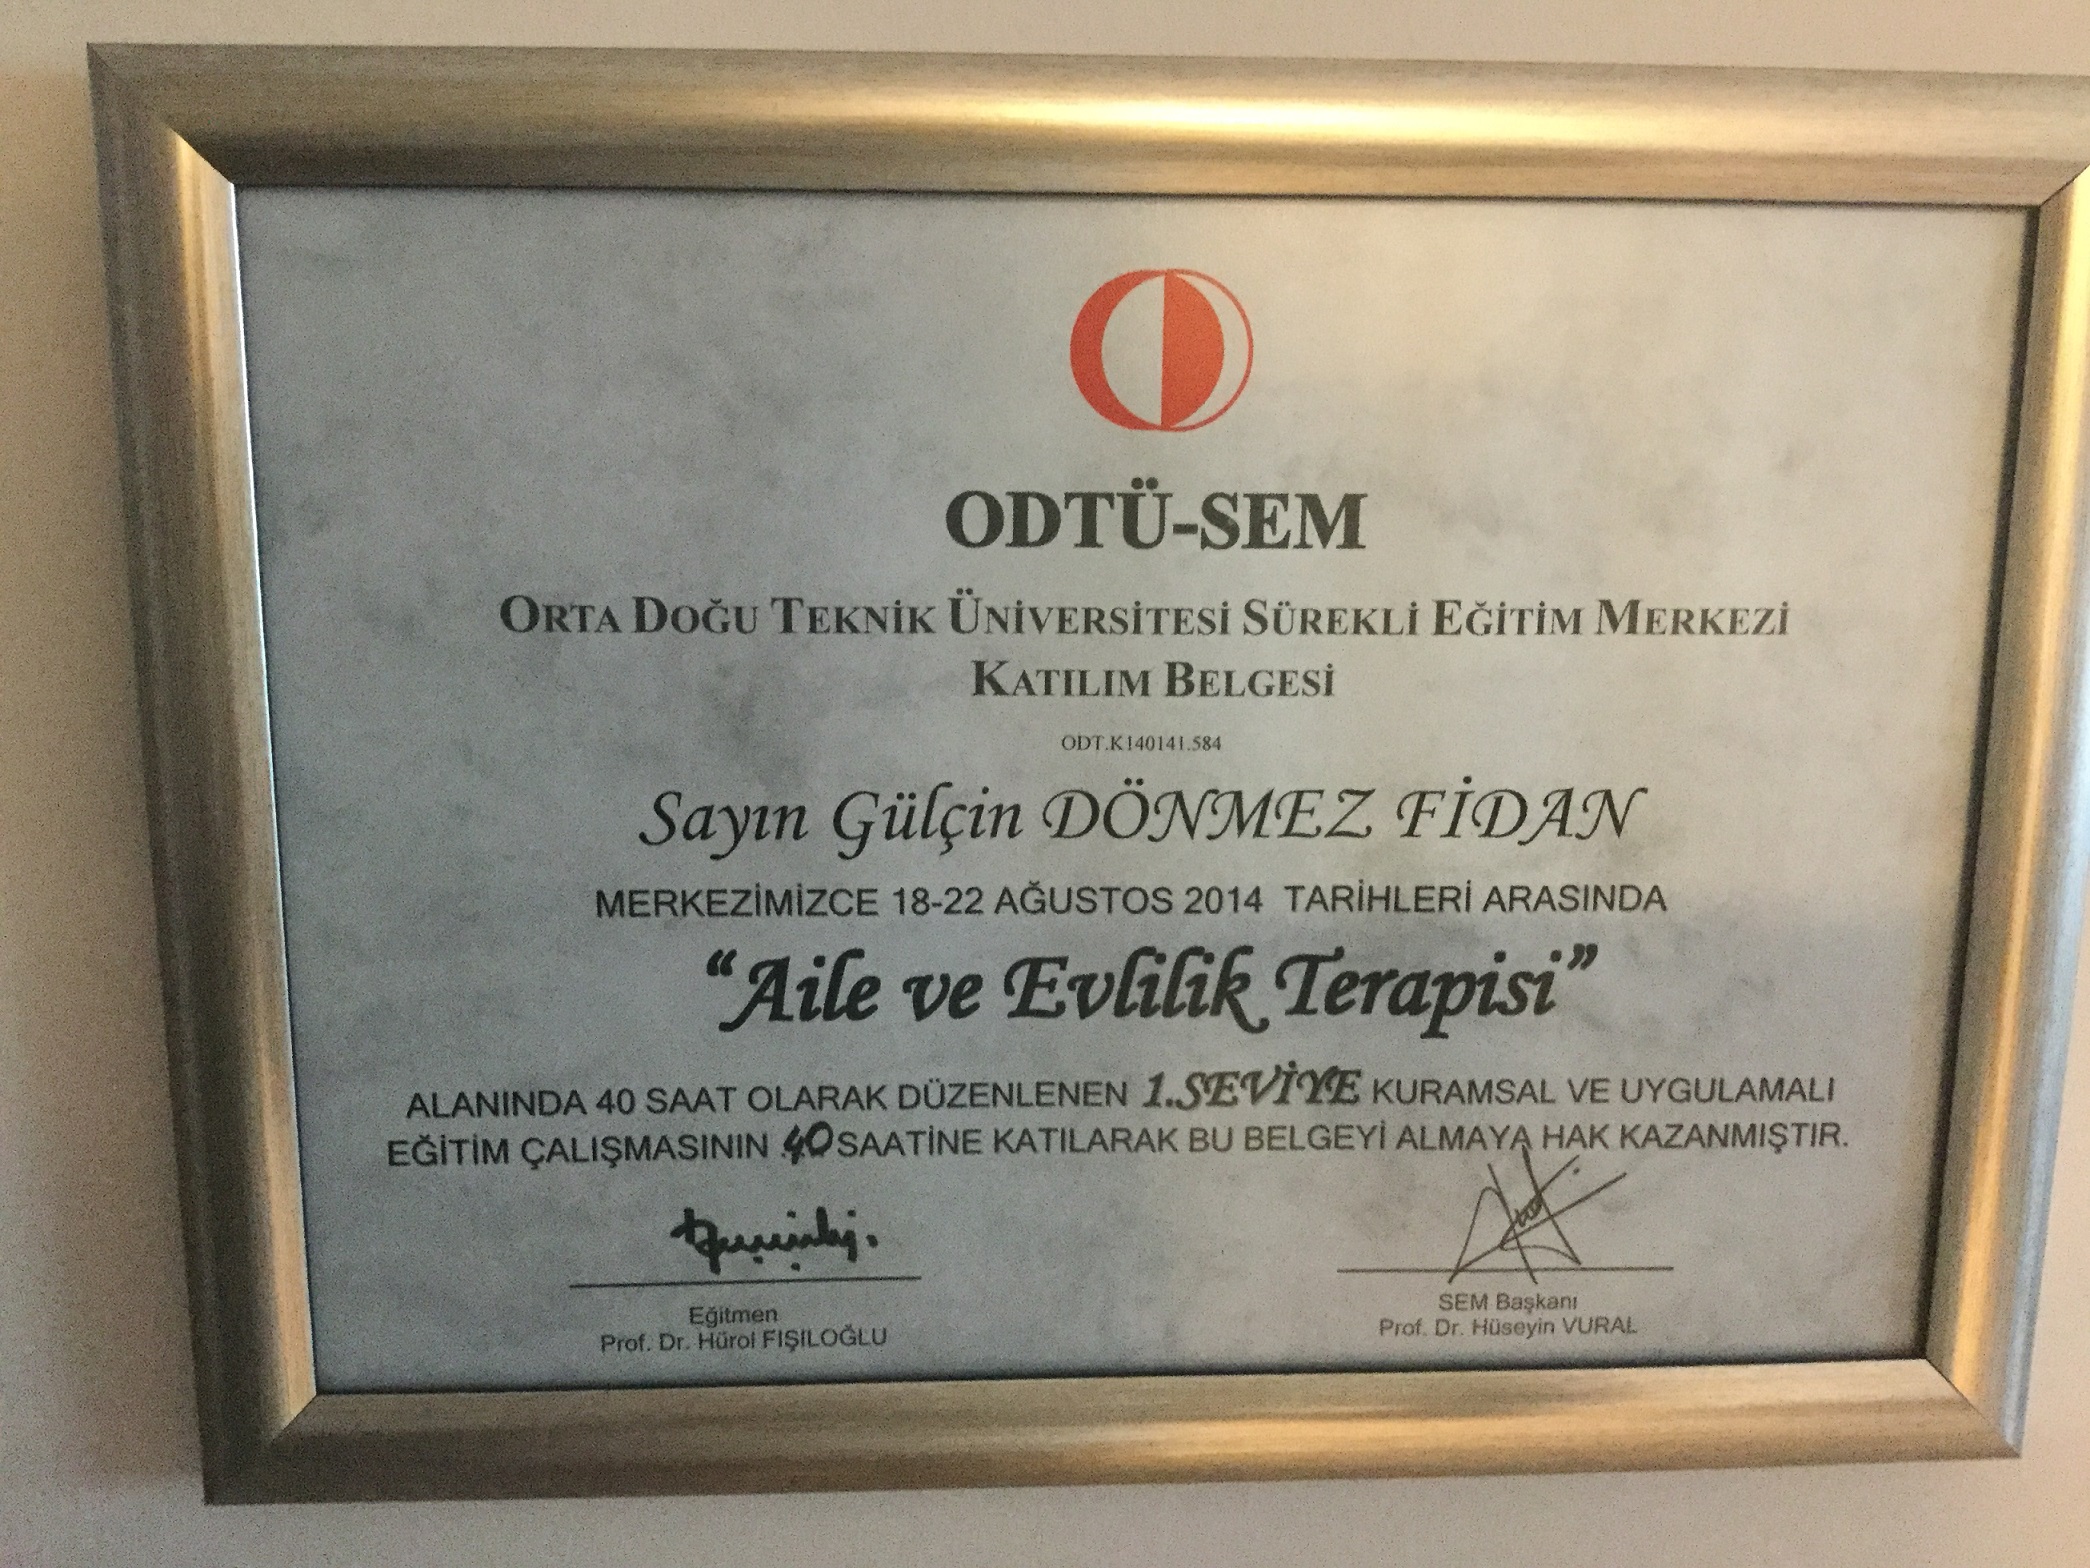 ODTÜ-SEM
ORTA DOĞU TEKNİK ÜNİVERSİTESİ SÜREKLİ EĞİTİM MERKEZİ
KATILIM BELGESİ
ODT.K140141.584
Sayın Gülçin DÖNMEZ FİDAN
MERKEZİMİZCE 18-22 AĞUSTOS 2014 TARİHLERİ ARASINDA
“Aile ve Evlilik Terapisi”
ALANINDA 40 SAAT OLARAK DÜZENLENEN 1.SEVİYE KURAMSAL VE UYGULAMALI
EĞİTİM ÇALIŞMASININ 40 SAATİNE KATILARAK BU BELGEYİ ALMAYA HAK KAZANMIŞTIR.
Eğitmen
Prof. Dr. Hürol FIŞILOĞLU
SEM Başkanı
Prof. Dr. Hüseyin VURAL